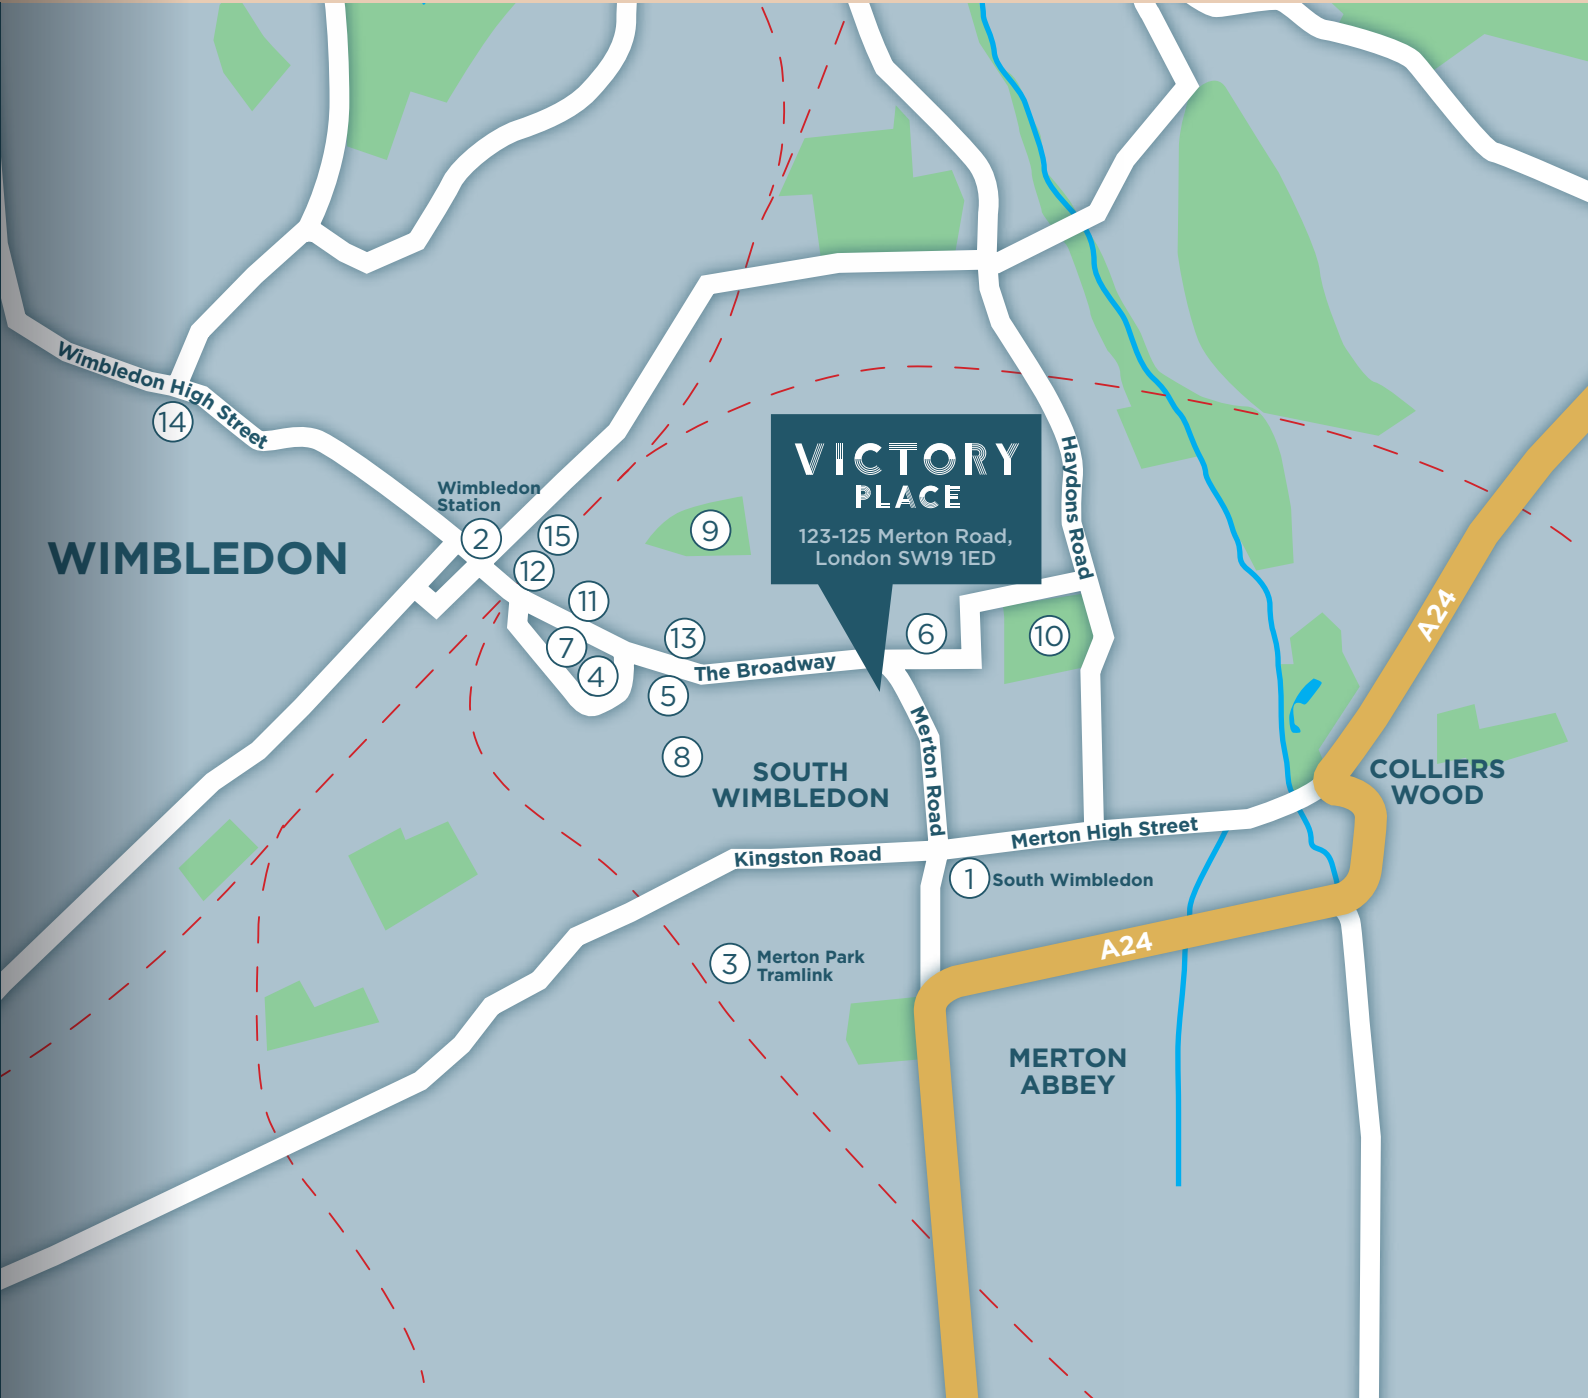 Wimbledon High Street
14
Wimbledon
Station
2
15
12
11
9
VICTORY
PLACE
123-125 Merton Road,
London SW19 1ED
Haydons Road
WIMBLEDON
7
4
13
5
The Broadway
6
10
A24
8
SOUTH
WIMBLEDON
Merton Road
COLLIERS
WOOD
Kingston Road
Merton High Street
1
South Wimbledon
3
Merton Park
Tramlink
A24
MERTON
ABBEY